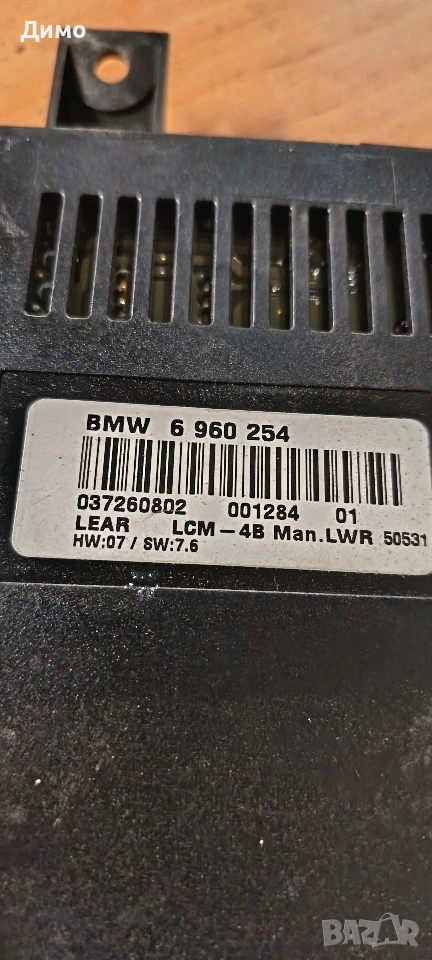 Димо
BMW 6 960 254
037260802 001284 01
LEAR LCM-4B Man.LWR 50531
HW:07 / SW:7.6
BAZAR